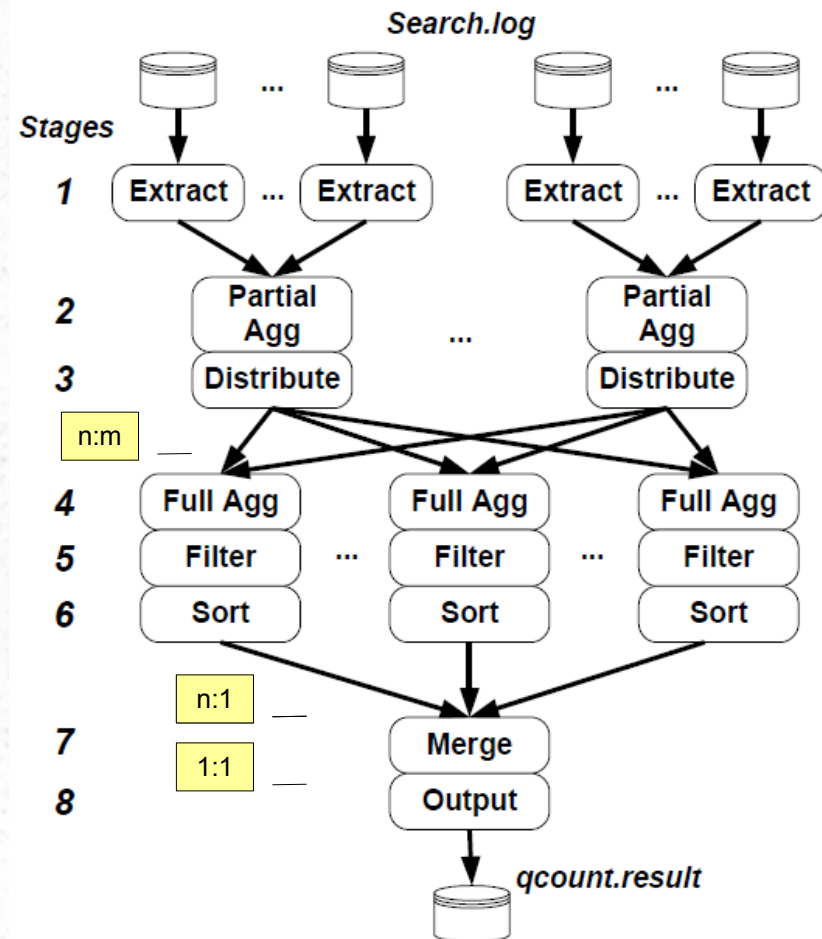 Search.log
... ...
Stages
1 Extract ... Extract Extract ... Extract
2 Partial Agg ... Partial Agg
3 Distribute Distribute
n:m
4 Full Agg Full Agg Full Agg
5 Filter ... Filter ... Filter
6 Sort Sort Sort
n:1
7 Merge
1:1
8 Output
qcount.result